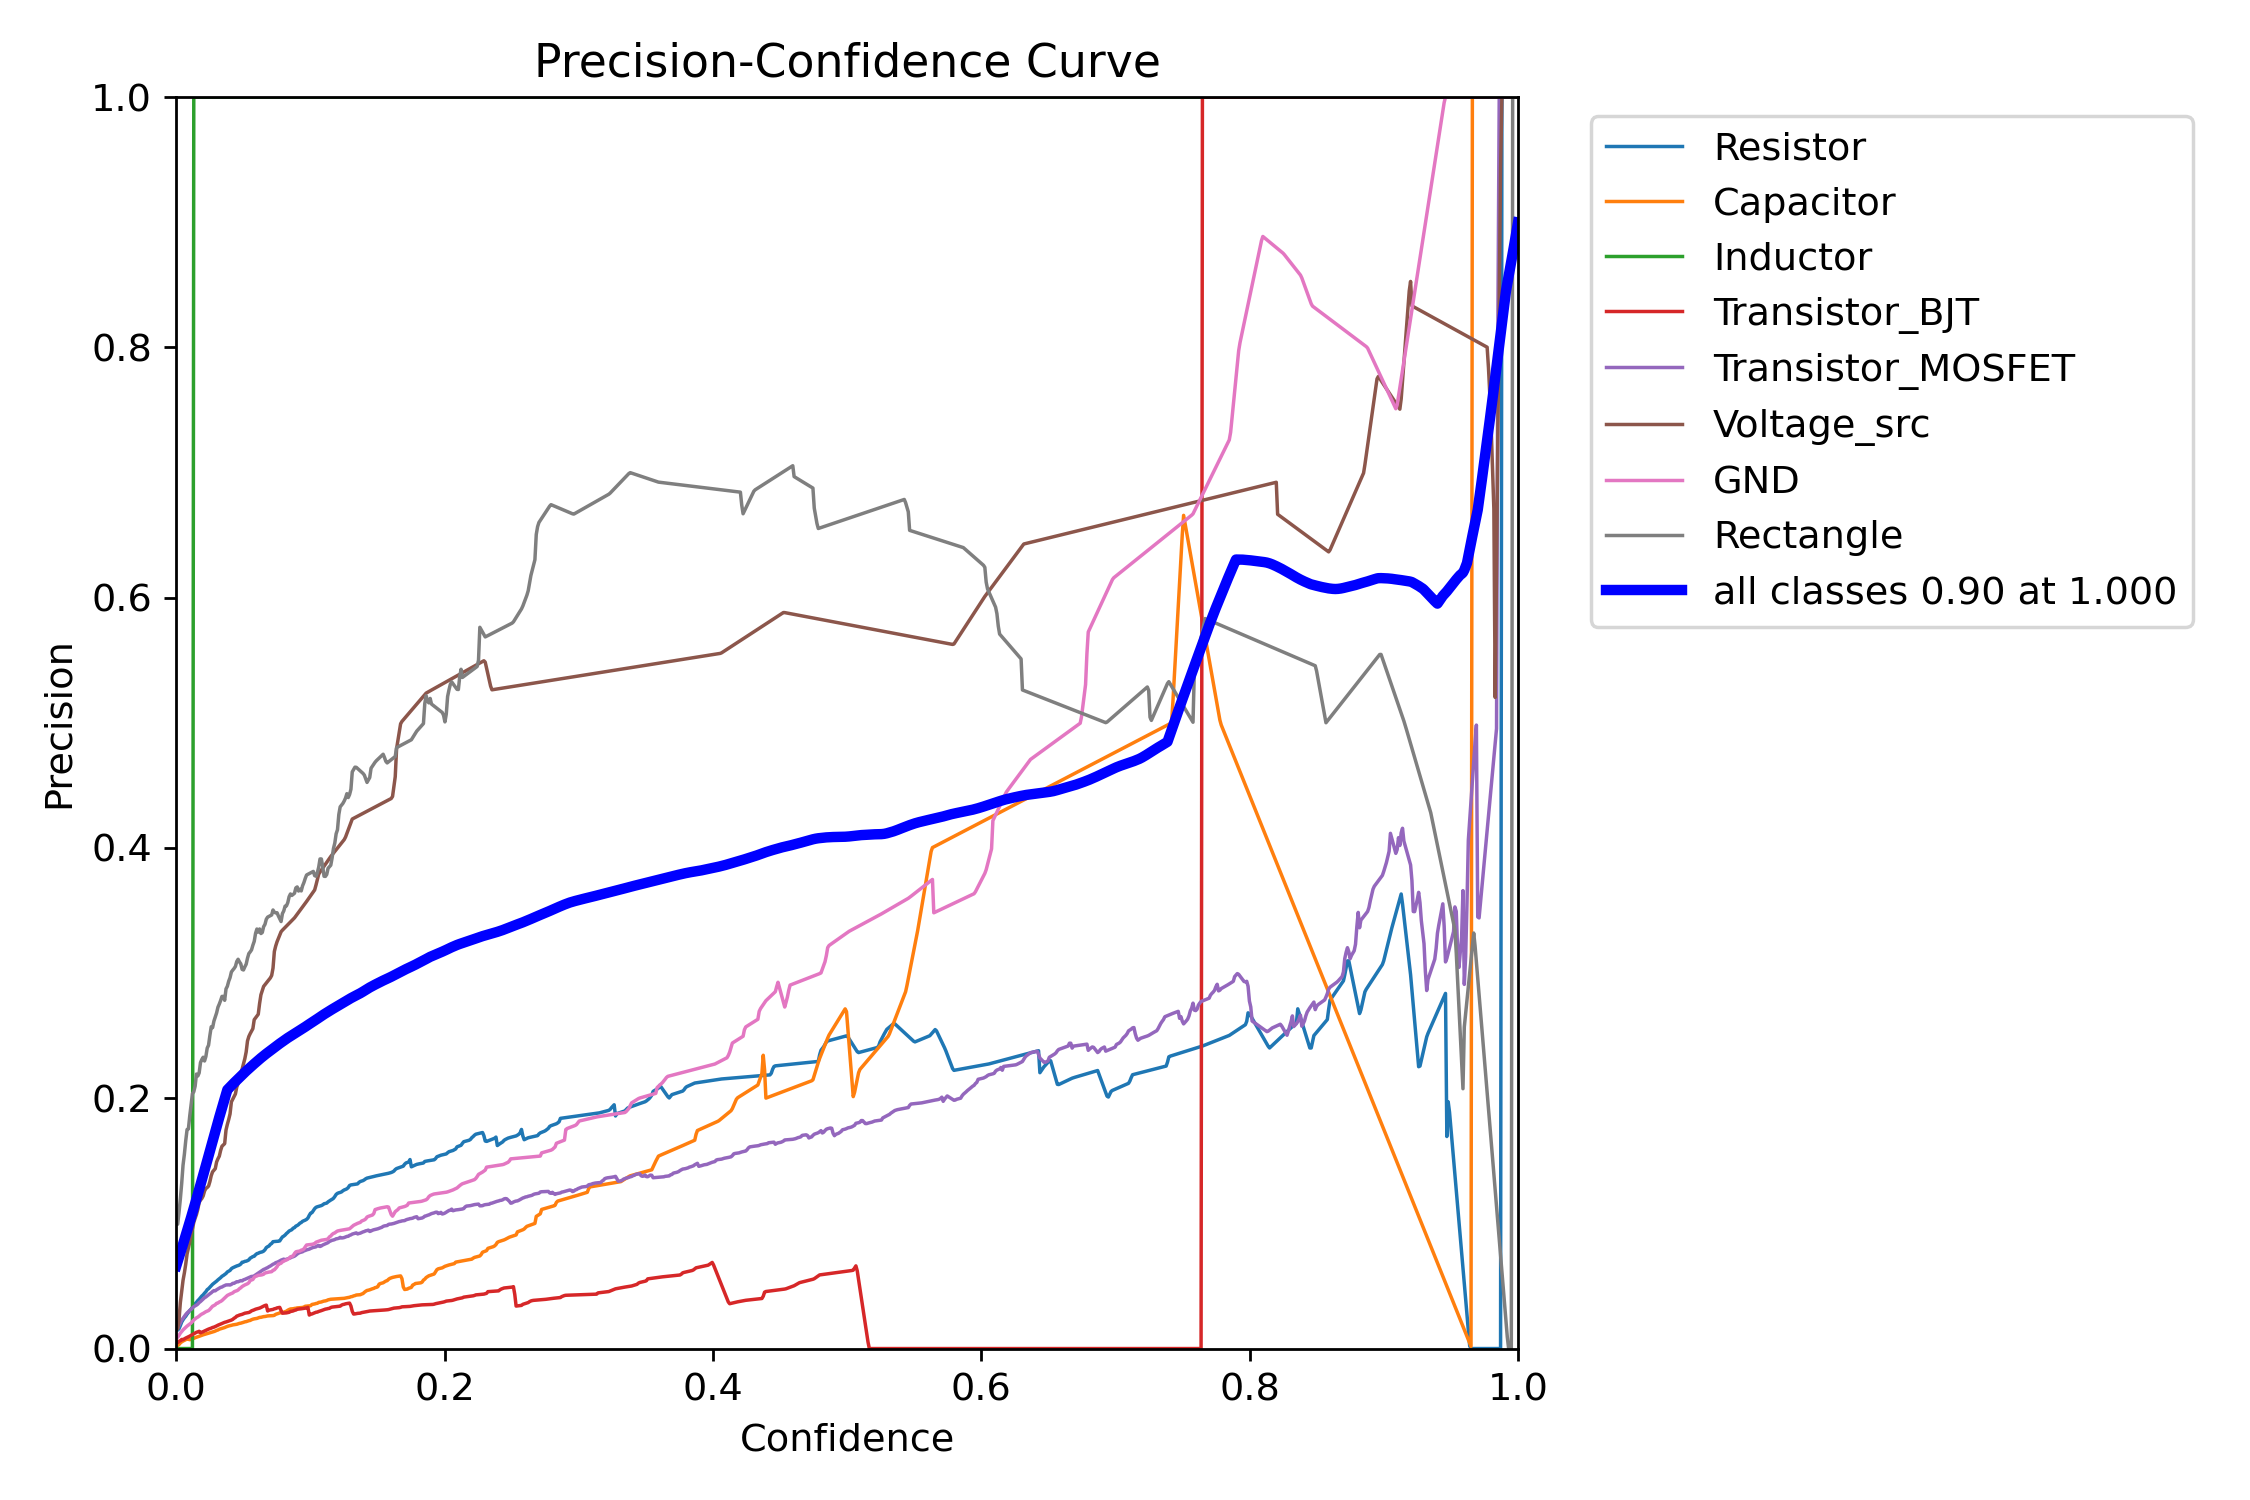 Precision-Confidence Curve
1.0
0.8
0.6
0.4
0.2
0.0
Precision
0.0 0.2 0.4 0.6 0.8 1.0
Confidence
Resistor
Capacitor
Inductor
Transistor_BJT
Transistor_MOSFET
Voltage_src
GND
Rectangle
all classes 0.90 at 1.000